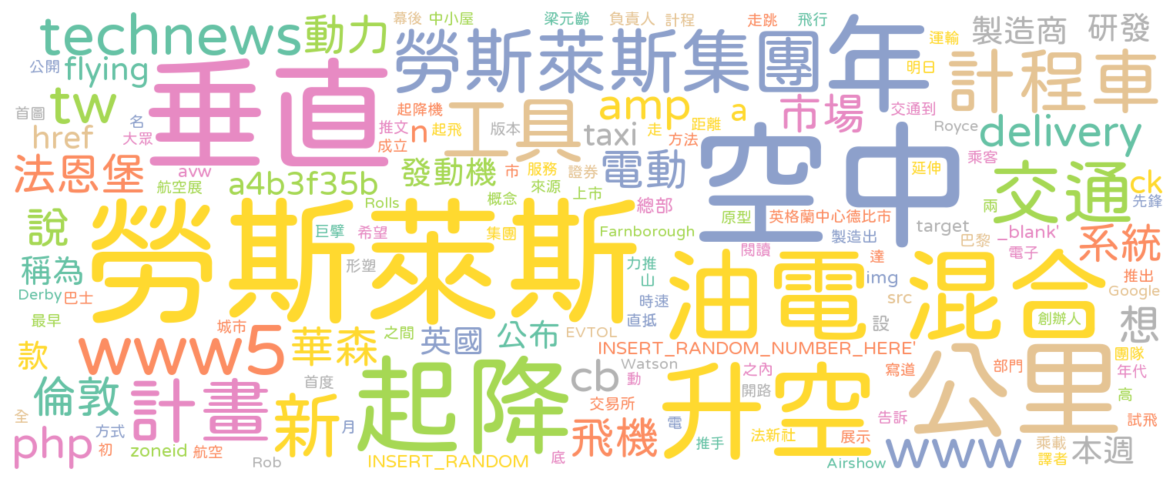 technews 動力 勞斯萊斯集團 年 製造商 研發
幕後 中小屋 梁元齡 負責人 計程 走跳 飛行 運輸 明日
公開 flying 垂直 工具 amp a 市場 計程車
首圖 tw 名 大眾 推文 成立 起降機 n 起飛 版本 taxi 走 距離 方法 交通到 Royce delivery
href avw 空中 乘客 延伸
法恩堡 航空展 a4b3f35b 發動機 服務 來源 證券 市 上市 電動 兩 交通 ck 先鋒
說 勞斯萊斯 Rolls 概念 總部 原型 英格蘭中心德比市 製造出 target _blank'
巨擘 希望 集團 Farnborough 閱讀 巴黎 電子 系統
稱為 形塑 力推 山 油電 達 img 混合 推出
Derby 巴士 時速 直抵 src Google
最早 城市 之間 英國 公布 EVTOL 設 創辦人 想
款 www5 華森 INSERT_RANDOM_NUMBER_HERE' 團隊
首度 起降 cb Watson 之內 寫道 部門 年代
倫敦 計畫 新 動 開路 升空 公里 高
全 交易所 電 告訴 試飛
php 方式 月 飛機 推手 法新社 展示 www 乘載 本週
初 zoneid 航空 Rob INSERT_RANDOM 底 Airshow 譯者